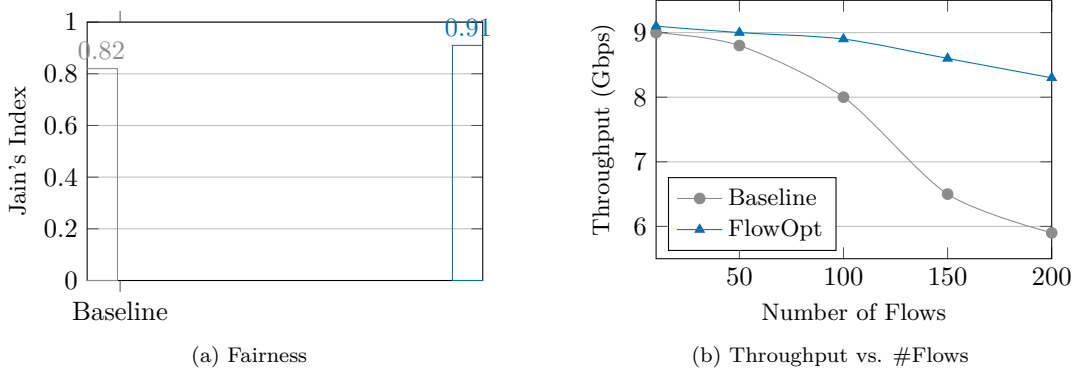 1
0.8
0.6
0.4
0.2
0
Jain's Index
0.82
0.91
Baseline
(a) Fairness
9
8
7
6
Throughput (Gbps)
Baseline
FlowOpt
50 100 150 200
Number of Flows
(b) Throughput vs. #Flows